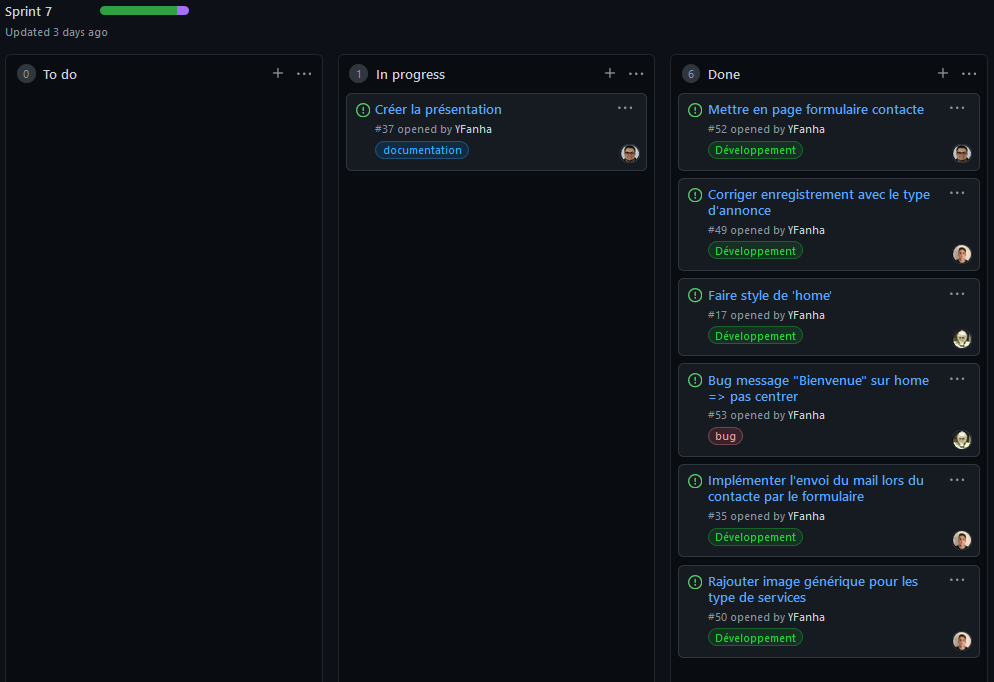 Sprint 7
Updated 3 days ago
0 To do
1 In progress
Créer la présentation
#37 opened by YFanha
documentation
6 Done
Mettre en page formulaire contacte
#52 opened by YFanha
Développement
Corriger enregistrement avec le type
d'annonce
#49 opened by YFanha
Développement
Faire style de 'home'
#17 opened by YFanha
Développement
Bug message "Bienvenue" sur home
=> pas centrer
#53 opened by YFanha
bug
Implémenter l'envoi du mail lors du
contacte par le formulaire
#35 opened by YFanha
Développement
Rajouter image générique pour les
type de services
#50 opened by YFanha
Développement